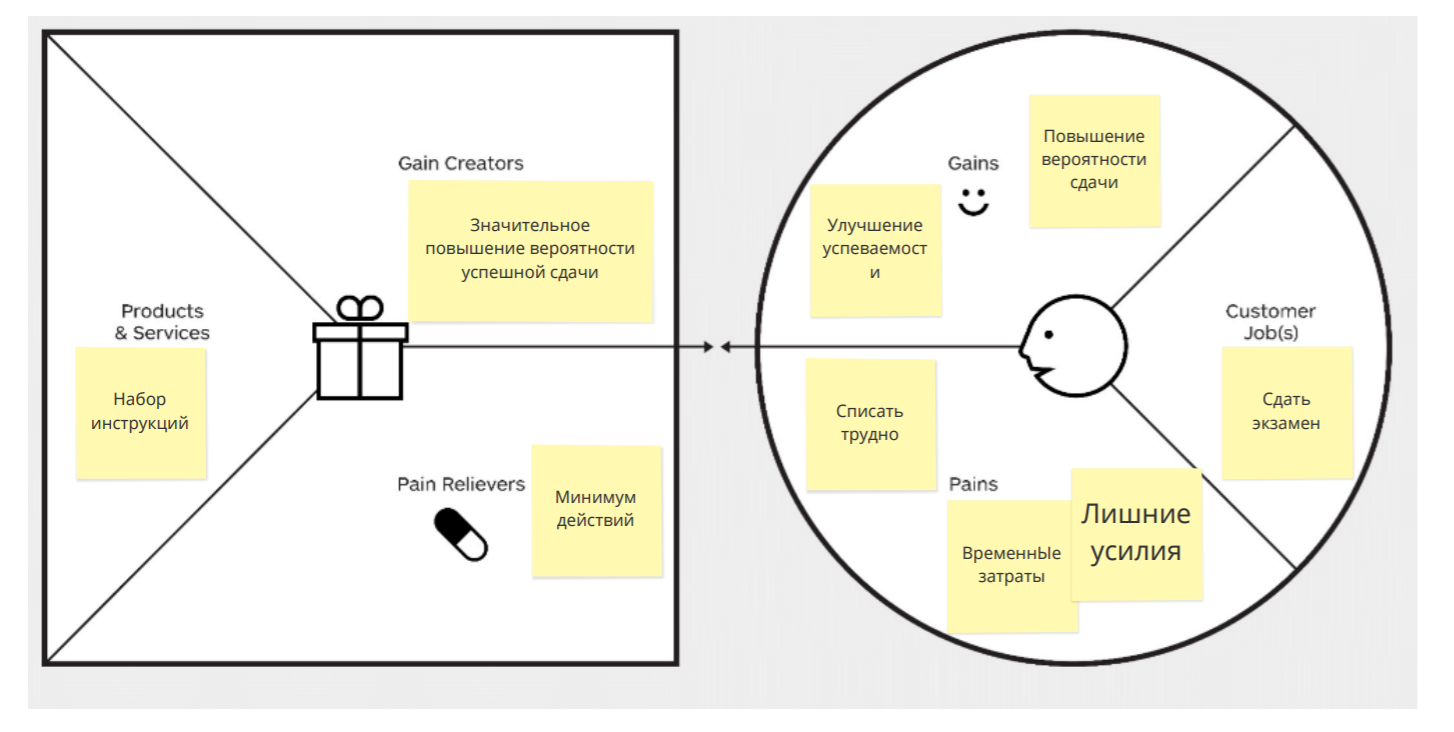 Gain Creators
Значительное
повышение вероятности
успешной сдачи
Products
& Services
Набор
инструкций
Pain Relievers
Минимум
действий
Gains
Повышение
вероятности
сдачи
Улучшение
успеваемост
и
Customer
Job(s)
Сдать
экзамен
Списать
трудно
Pains
ВременнЫе
затраты
Лишние
усилия